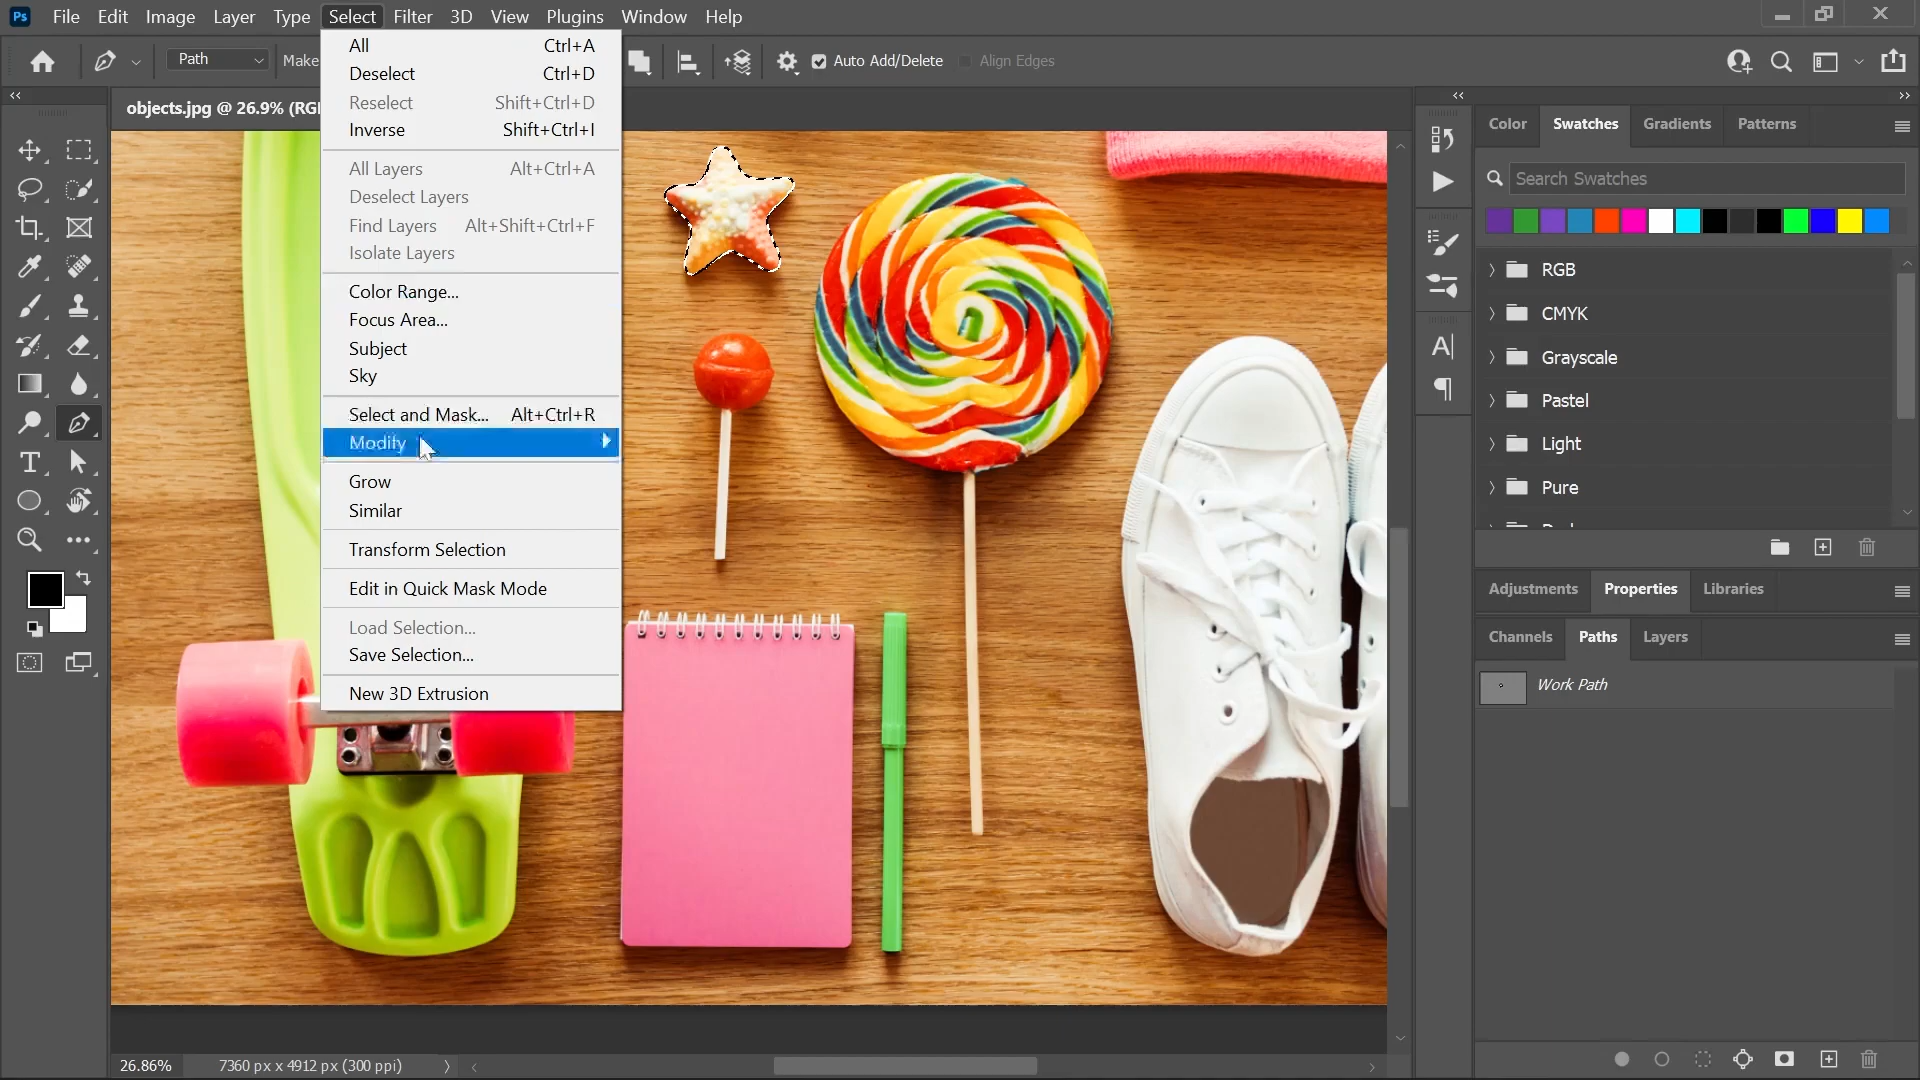 Ps File Edit Image Layer Type Select Filter 3D View Plugins Window Help
Path Make Auto Add/Delete Align Edges
objects.jpg @ 26.9% (RG
All Ctrl+A
Deselect Ctrl+D
Reselect Shift+Ctrl+D
Inverse Shift+Ctrl+I
All Layers Alt+Ctrl+A
Deselect Layers
Find Layers Alt+Shift+Ctrl+F
Isolate Layers
Color Range...
Focus Area...
Subject
Sky
Select and Mask... Alt+Ctrl+R
Modify
Grow
Similar
Transform Selection
Edit in Quick Mask Mode
Load Selection...
Save Selection...
New 3D Extrusion
Color Swatches Gradients Patterns
Search Swatches
RGB
CMYK
Grayscale
Pastel
Light
Pure
Adjustments Properties Libraries
Channels Paths Layers
Work Path
26.86% 7360 px x 4912 px (300 ppi)